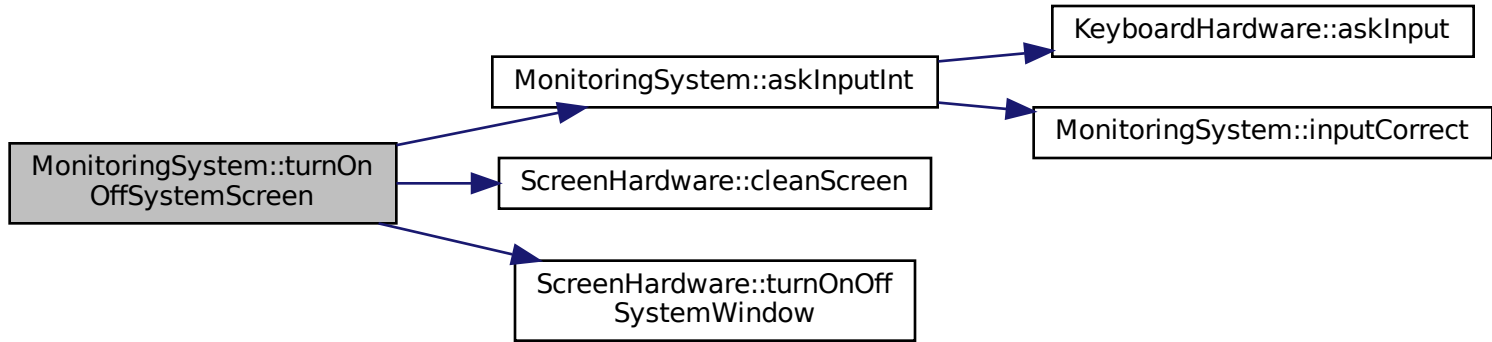 MonitoringSystem::turnOn
OffSystemScreen
MonitoringSystem::askInputInt
KeyboardHardware::askInput
MonitoringSystem::inputCorrect
ScreenHardware::cleanScreen
ScreenHardware::turnOnOff
SystemWindow